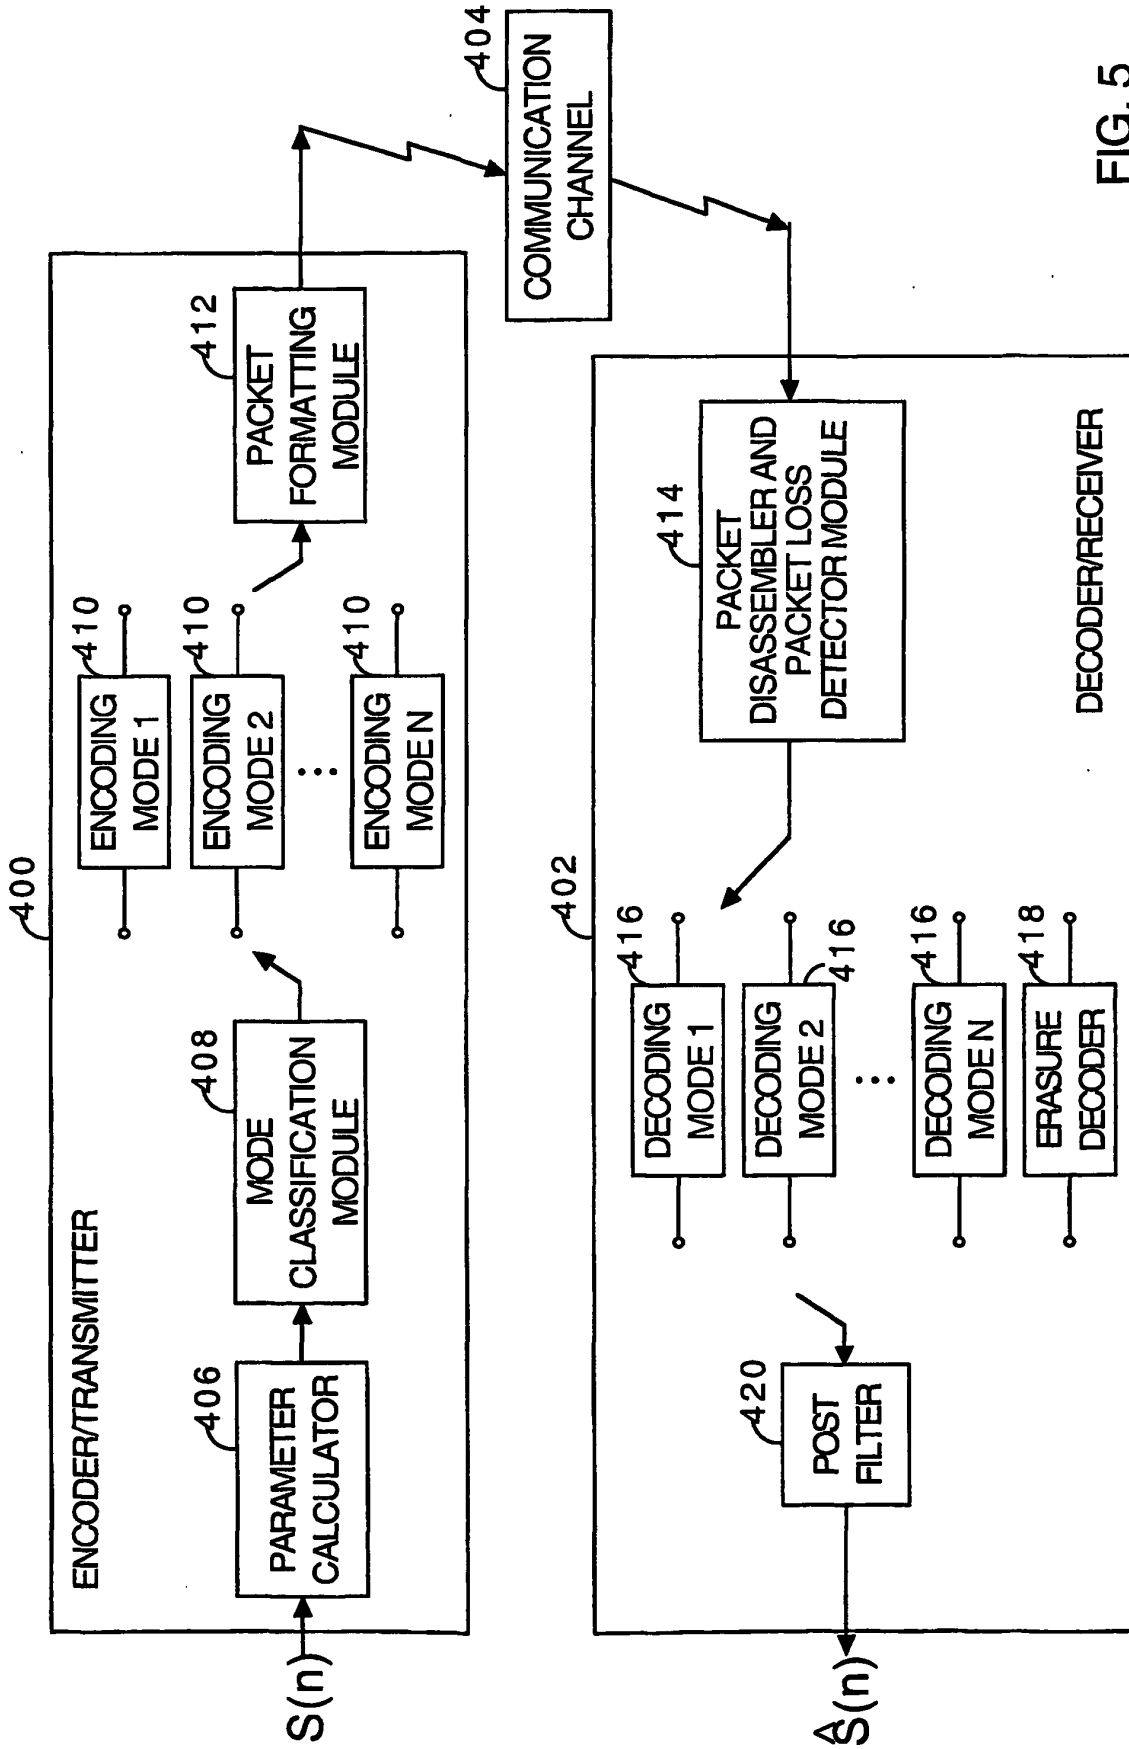 400
ENCODER/TRANSMITTER
S(n)
406
PARAMETER
CALCULATOR
408
MODE
CLASSIFICATION
MODULE
410
ENCODING
MODE 1
410
ENCODING
MODE 2
...
410
ENCODING
MODE N
412
PACKET
FORMATTING
MODULE
404
COMMUNICATION
CHANNEL
402
414
PACKET
DISASSEMBLER AND
PACKET LOSS
DETECTOR MODULE
416
DECODING
MODE 1
416
DECODING
MODE 2
...
416
DECODING
MODE N
418
ERASURE
DECODER
420
POST
FILTER
Ŝ(n)
DECODER/RECEIVER
FIG. 5